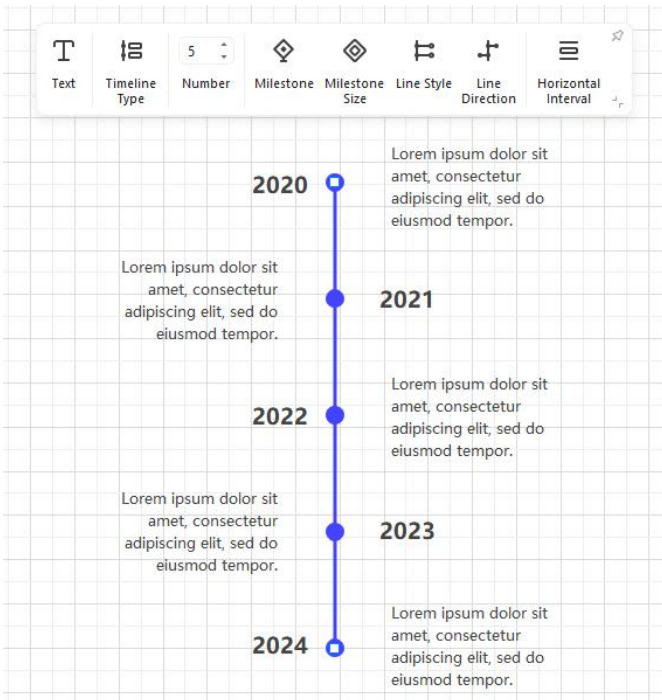 5
Text
Timeline
Type
Number
Milestone
Milestone
Size
Line Style
Line
Direction
Horizontal
Interval
2020
Lorem ipsum dolor sit
amet, consectetur
adipiscing elit, sed do
eiusmod tempor.
Lorem ipsum dolor sit
amet, consectetur
adipiscing elit, sed do
eiusmod tempor.
2021
2022
Lorem ipsum dolor sit
amet, consectetur
adipiscing elit, sed do
eiusmod tempor.
Lorem ipsum dolor sit
amet, consectetur
adipiscing elit, sed do
eiusmod tempor.
2023
2024
Lorem ipsum dolor sit
amet, consectetur
adipiscing elit, sed do
eiusmod tempor.